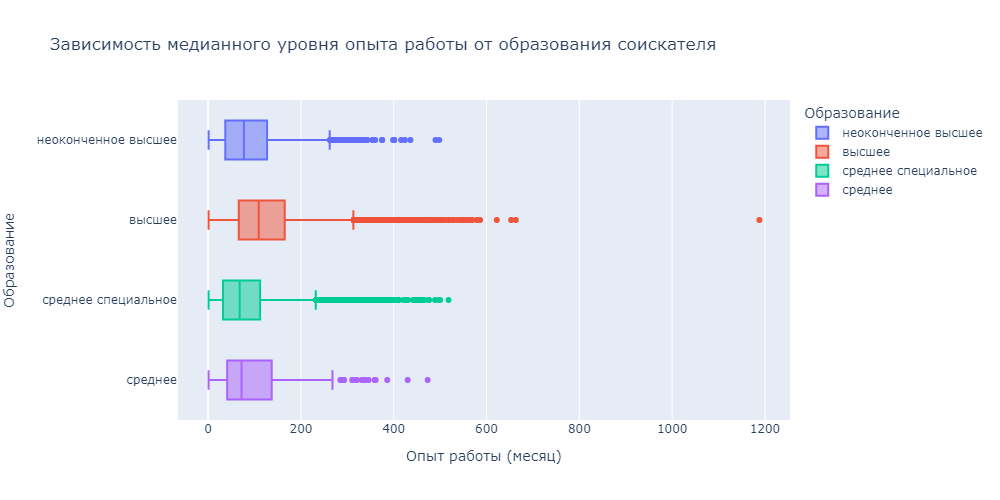 Зависимость медианного уровня опыта работы от образования соискателя
Образование
неоконченное высшее
высшее
среднее специальное
среднее
неоконченное высшее
высшее
среднее специальное
среднее
Образование
0 200 400 600 800 1000 1200
Опыт работы (месяц)